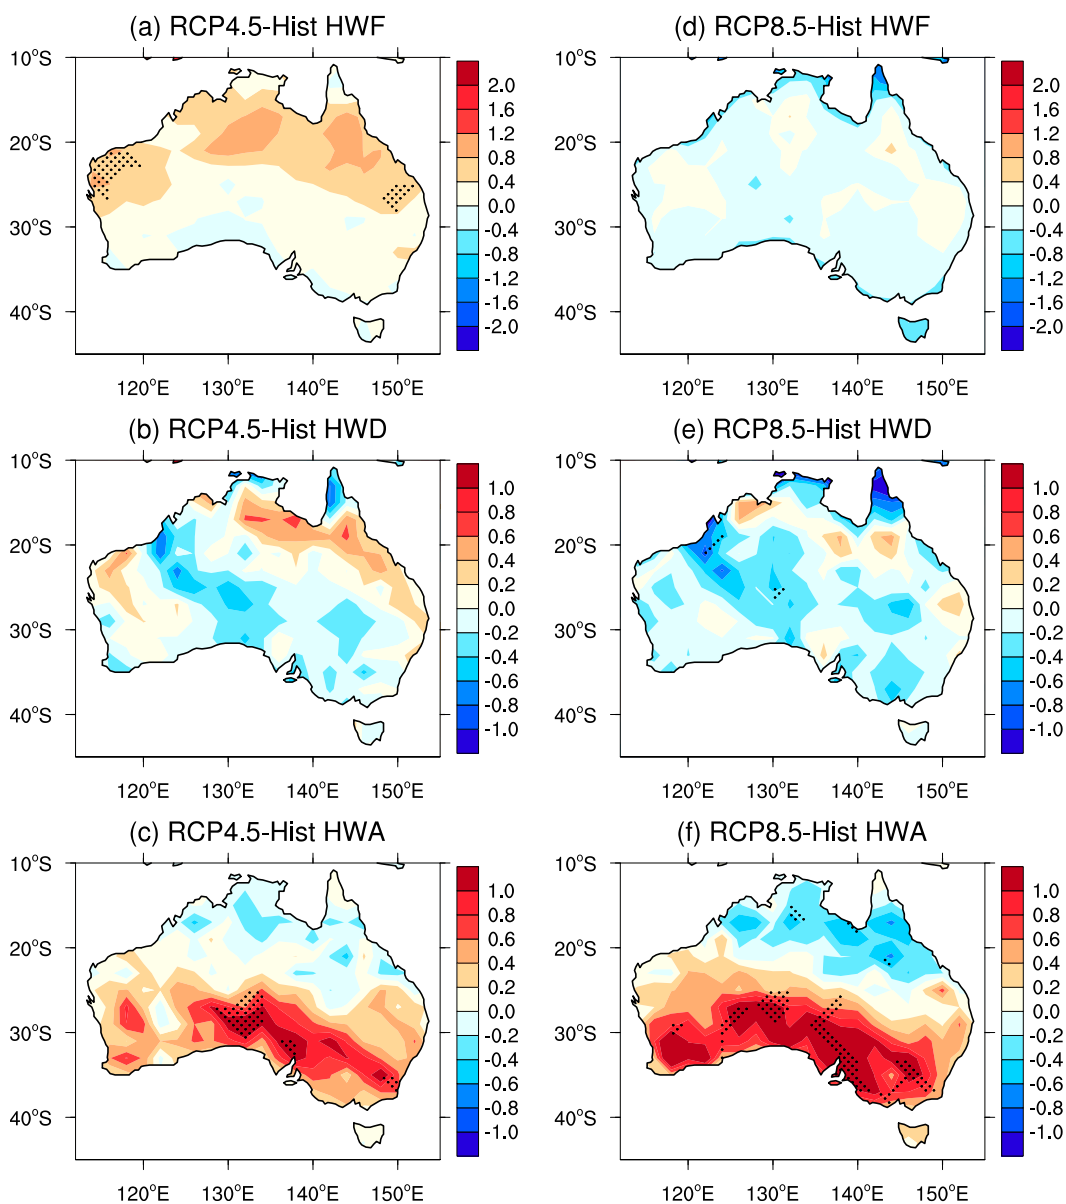 (a) RCP4.5-Hist HWF
10°S
20°S
30°S
40°S
120°E 130°E 140°E 150°E
2.0
1.6
1.2
0.8
0.4
0.0
-0.4
-0.8
-1.2
-1.6
-2.0
(d) RCP8.5-Hist HWF
10°S
20°S
30°S
40°S
120°E 130°E 140°E 150°E
2.0
1.6
1.2
0.8
0.4
0.0
-0.4
-0.8
-1.2
-1.6
-2.0
(b) RCP4.5-Hist HWD
10°S
20°S
30°S
40°S
120°E 130°E 140°E 150°E
1.0
0.8
0.6
0.4
0.2
0.0
-0.2
-0.4
-0.6
-0.8
-1.0
(e) RCP8.5-Hist HWD
10°S
20°S
30°S
40°S
120°E 130°E 140°E 150°E
1.0
0.8
0.6
0.4
0.2
0.0
-0.2
-0.4
-0.6
-0.8
-1.0
(c) RCP4.5-Hist HWA
10°S
20°S
30°S
40°S
120°E 130°E 140°E 150°E
1.0
0.8
0.6
0.4
0.2
0.0
-0.2
-0.4
-0.6
-0.8
-1.0
(f) RCP8.5-Hist HWA
10°S
20°S
30°S
40°S
120°E 130°E 140°E 150°E
1.0
0.8
0.6
0.4
0.2
0.0
-0.2
-0.4
-0.6
-0.8
-1.0